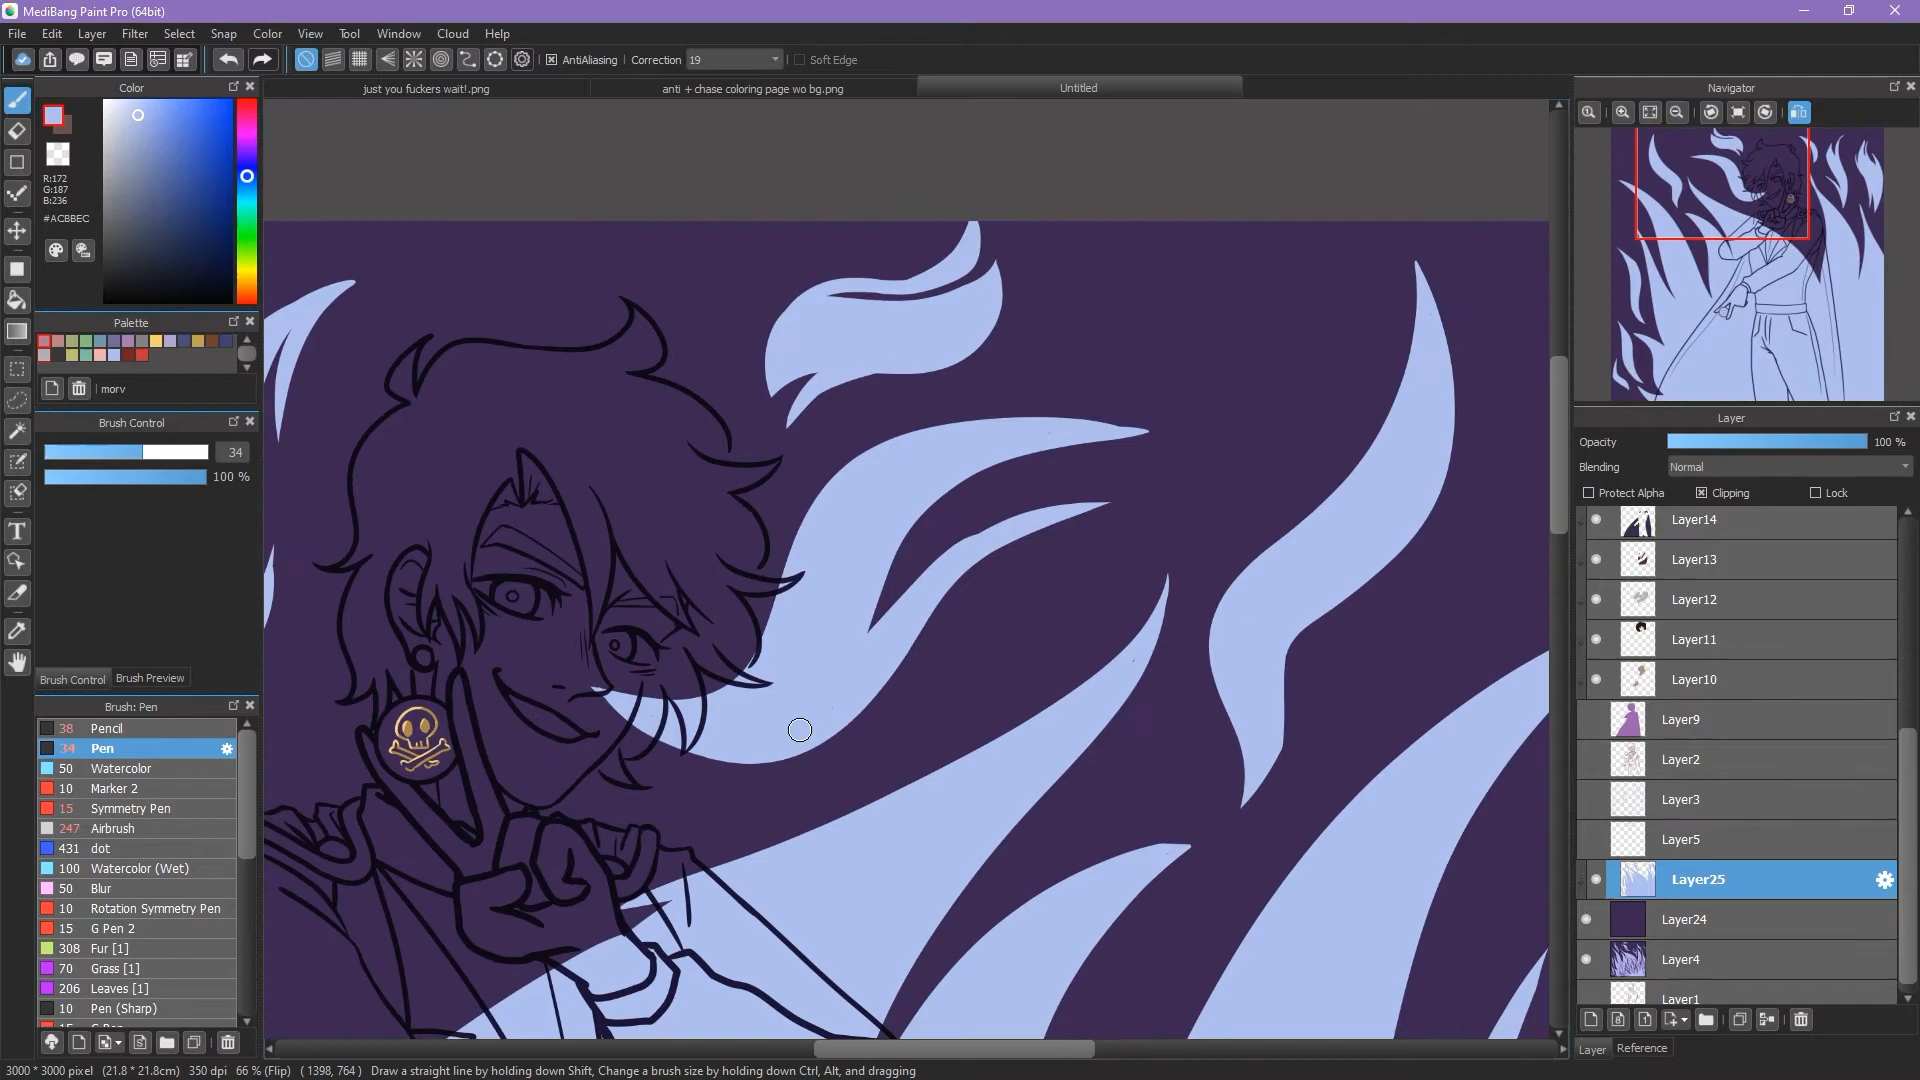 MediBang Paint Pro (64bit)
File Edit Layer Filter Select Snap Color View Tool Window Cloud Help
AntiAliasing Correction 19 Soft Edge
Color
just you fuckers wait!.png
anti + chase coloring page wo bg.png
Untitled
Navigator
R:172
G:187
B:236
#ACBBEC
Palette
morv
Brush Control
34
100 %
Brush Control Brush Preview
Brush: Pen
38 Pencil
34 Pen
50 Watercolor
10 Marker 2
15 Symmetry Pen
247 Airbrush
431 dot
100 Watercolor (Wet)
50 Blur
10 Rotation Symmetry Pen
15 G Pen 2
308 Fur [1]
70 Grass [1]
206 Leaves [1]
10 Pen (Sharp)
Layer
Opacity 100 %
Blending Normal
Protect Alpha Clipping Lock
Layer14
Layer13
Layer12
Layer11
Layer10
Layer9
Layer2
Layer3
Layer5
Layer25
Layer24
Layer4
Layer1
Layer Reference
3000 * 3000 pixel (21.8 * 21.8cm) 350 dpi 66 % (Flip) ( 1398, 764 ) Draw a straight line by holding down Shift, Change a brush size by holding down Ctrl, Alt, and dragging